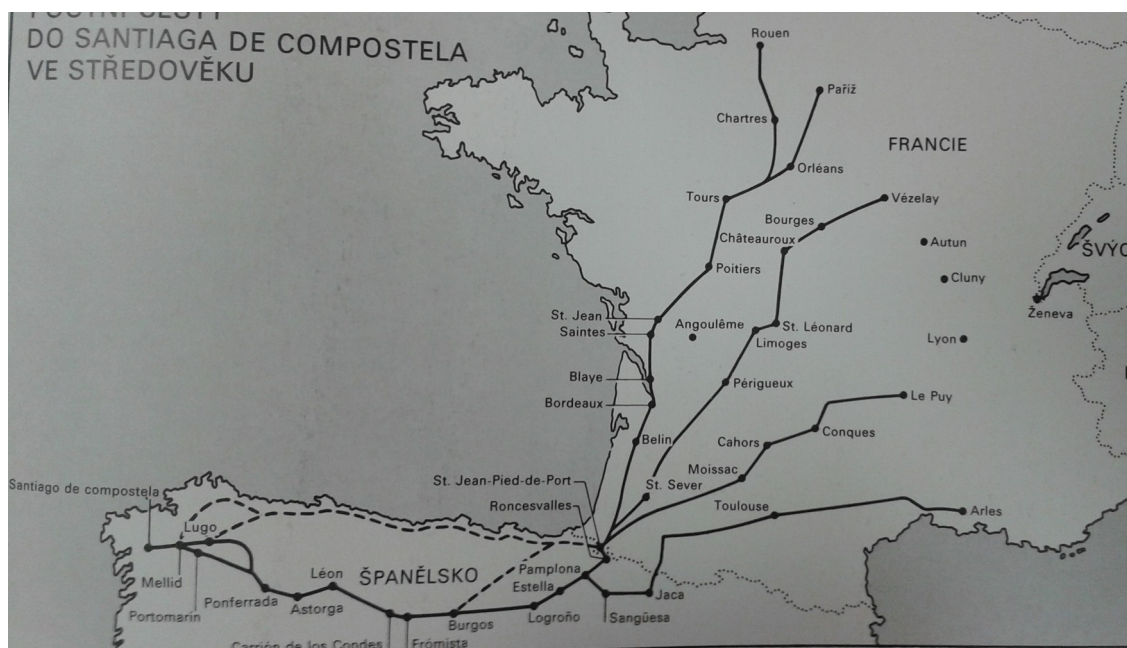 POUTNÍ CESTY
DO SANTIAGA DE COMPOSTELA
VE STŘEDOVĚKU
Rouen
Paříž
Chartres
FRANCIE
Orléans
Tours
Vézelay
Bourges
Châteauroux
Autun
ŠVÝC
Poitiers
Cluny
Ženeva
St. Jean
Angoulême
St. Léonard
Saintes
Limoges
Lyon
Blaye
Périgueux
Bordeaux
Le Puy
Belin
Cahors
Conques
Moissac
St. Jean-Pied-de-Port
St. Sever
Santiago de compostela
Roncesvalles
Toulouse
Arles
Lugo
Pamplona
Mellid
Léon
ŠPANĚLSKO
Estella
Jaca
Portomarin
Ponferrada
Astorga
Burgos
Logroño
Sangüesa
Carrión de los Condes
Frómista